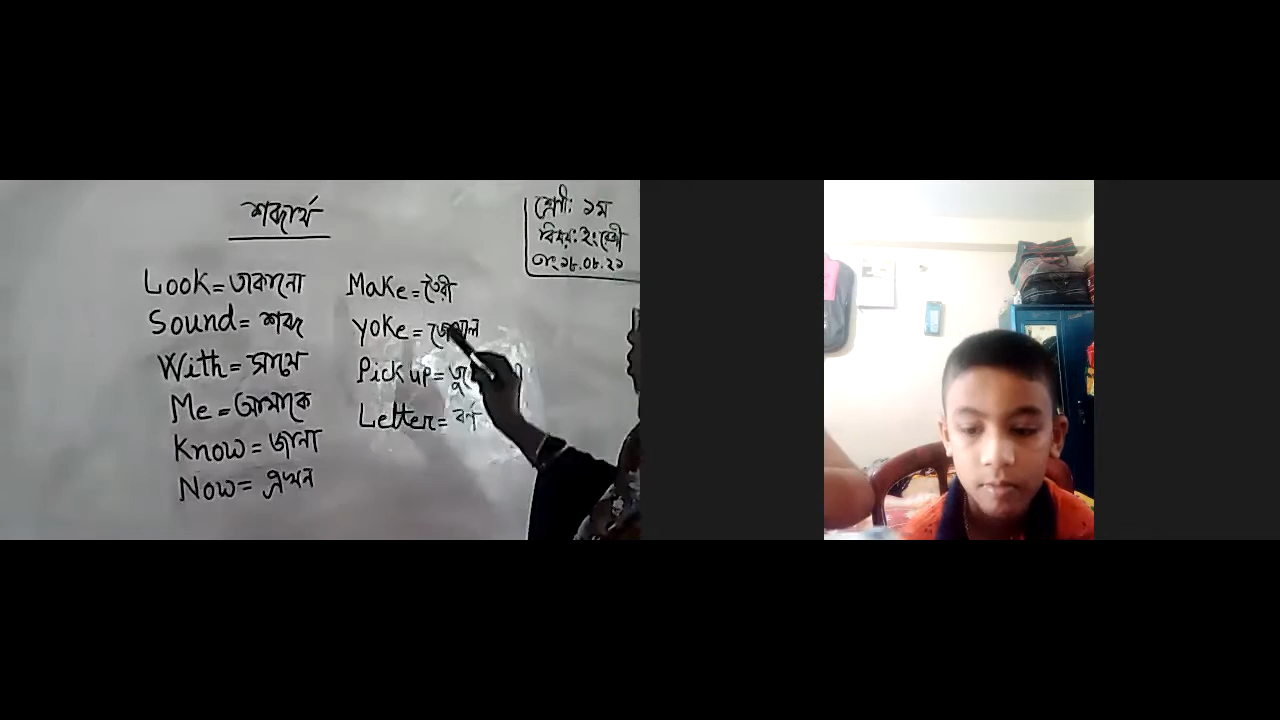 শব্দার্থ
শ্রেণী: ১ম
বিষয়: ইংরেজী
তাং ১৮.০৮.২১
Look = তাকানো
Sound = শব্দ
With = সাথে
Me = আমাকে
Know = জানা
Now = এখন
Make = তৈরী
Yoke =
Pick up =
Letter = বর্ণ